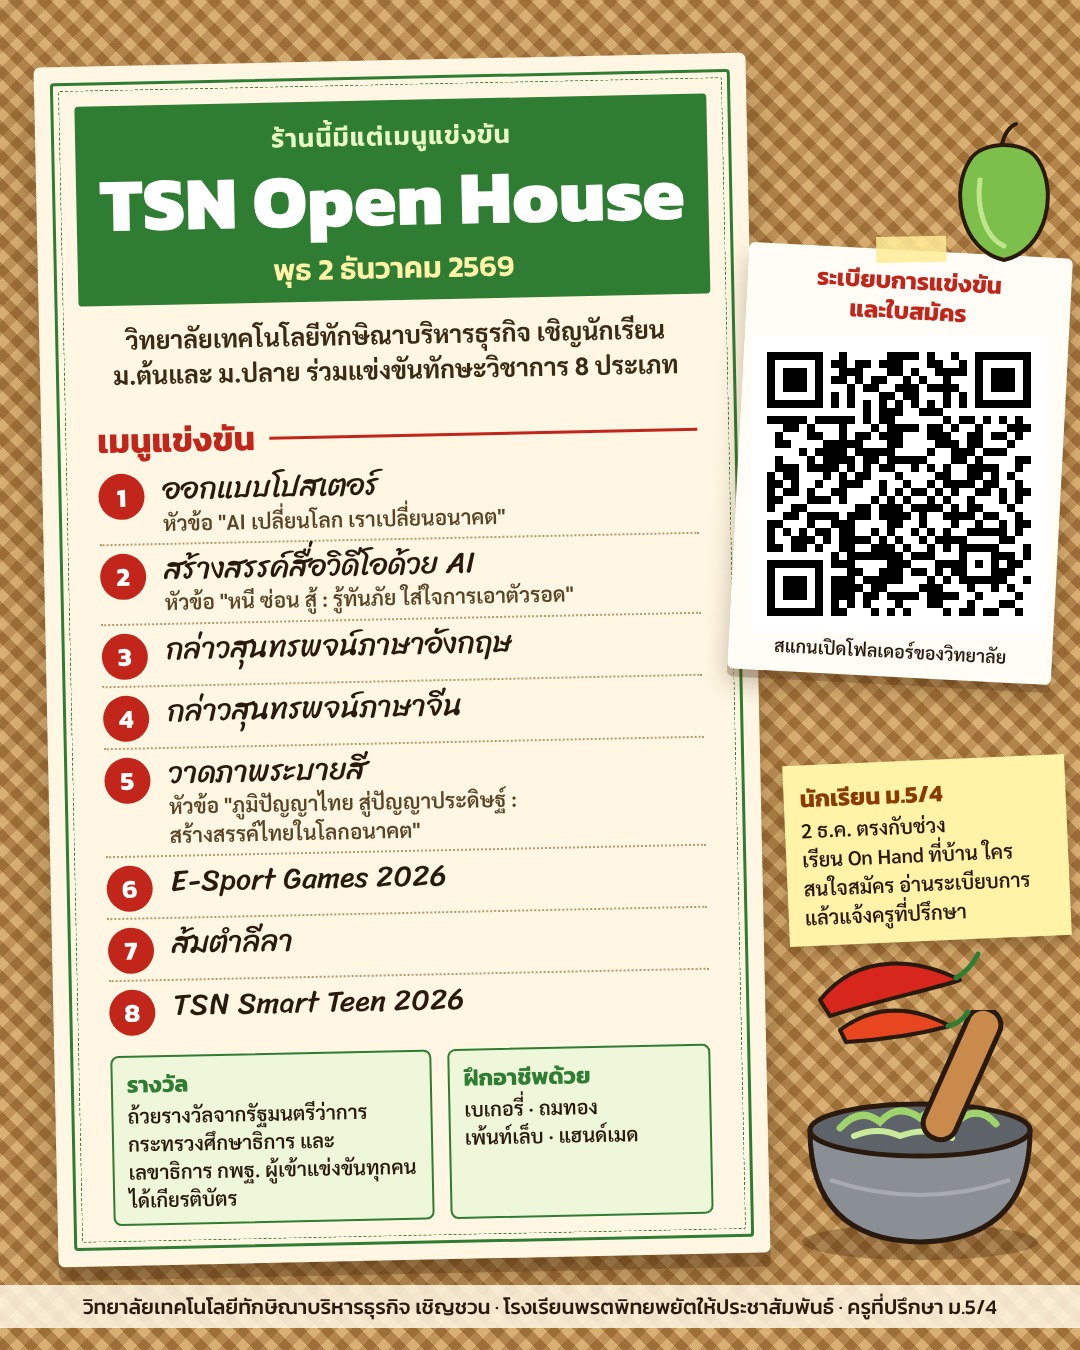 ร้านนี้มีแต่เมนูแข่งขัน
TSN Open House
พุธ 2 ธันวาคม 2569
วิทยาลัยเทคโนโลยีทักษิณาบริหารธุรกิจ เชิญนักเรียน
ม.ต้นและ ม.ปลาย ร่วมแข่งขันทักษะวิชาการ 8 ประเภท
เมนูแข่งขัน
1 ออกแบบโปสเตอร์
หัวข้อ "AI เปลี่ยนโลก เราเปลี่ยนอนาคต"
2 สร้างสรรค์สื่อวิดีโอด้วย AI
หัวข้อ "หนี ซ่อน สู้ : รู้ทันภัย ใส่ใจการเอาตัวรอด"
3 กล่าวสุนทรพจน์ภาษาอังกฤษ
4 กล่าวสุนทรพจน์ภาษาจีน
5 วาดภาพระบายสี
หัวข้อ "ภูมิปัญญาไทย สู่ปัญญาประดิษฐ์ :
สร้างสรรค์ไทยในโลกอนาคต"
6 E-Sport Games 2026
7 ส้มตำลีลา
8 TSN Smart Teen 2026
รางวัล
ถ้วยรางวัลจากรัฐมนตรีว่าการ
กระทรวงศึกษาธิการ และ
เลขาธิการ กพฐ. ผู้เข้าแข่งขันทุกคน
ได้เกียรติบัตร
ฝึกอาชีพด้วย
เบเกอรี่ · ถมทอง
เพ้นท์เล็บ · แฮนด์เมด
ระเบียบการแข่งขัน
และใบสมัคร
สแกนเปิดโฟลเดอร์ของวิทยาลัย
นักเรียน ม.5/4
2 ธ.ค. ตรงกับช่วง
เรียน On Hand ที่บ้าน ใคร
สนใจสมัคร อ่านระเบียบการ
แล้วแจ้งครูที่ปรึกษา
วิทยาลัยเทคโนโลยีทักษิณาบริหารธุรกิจ เชิญชวน · โรงเรียนพรตพิทยพยัตให้ประชาสัมพันธ์ · ครูที่ปรึกษา ม.5/4